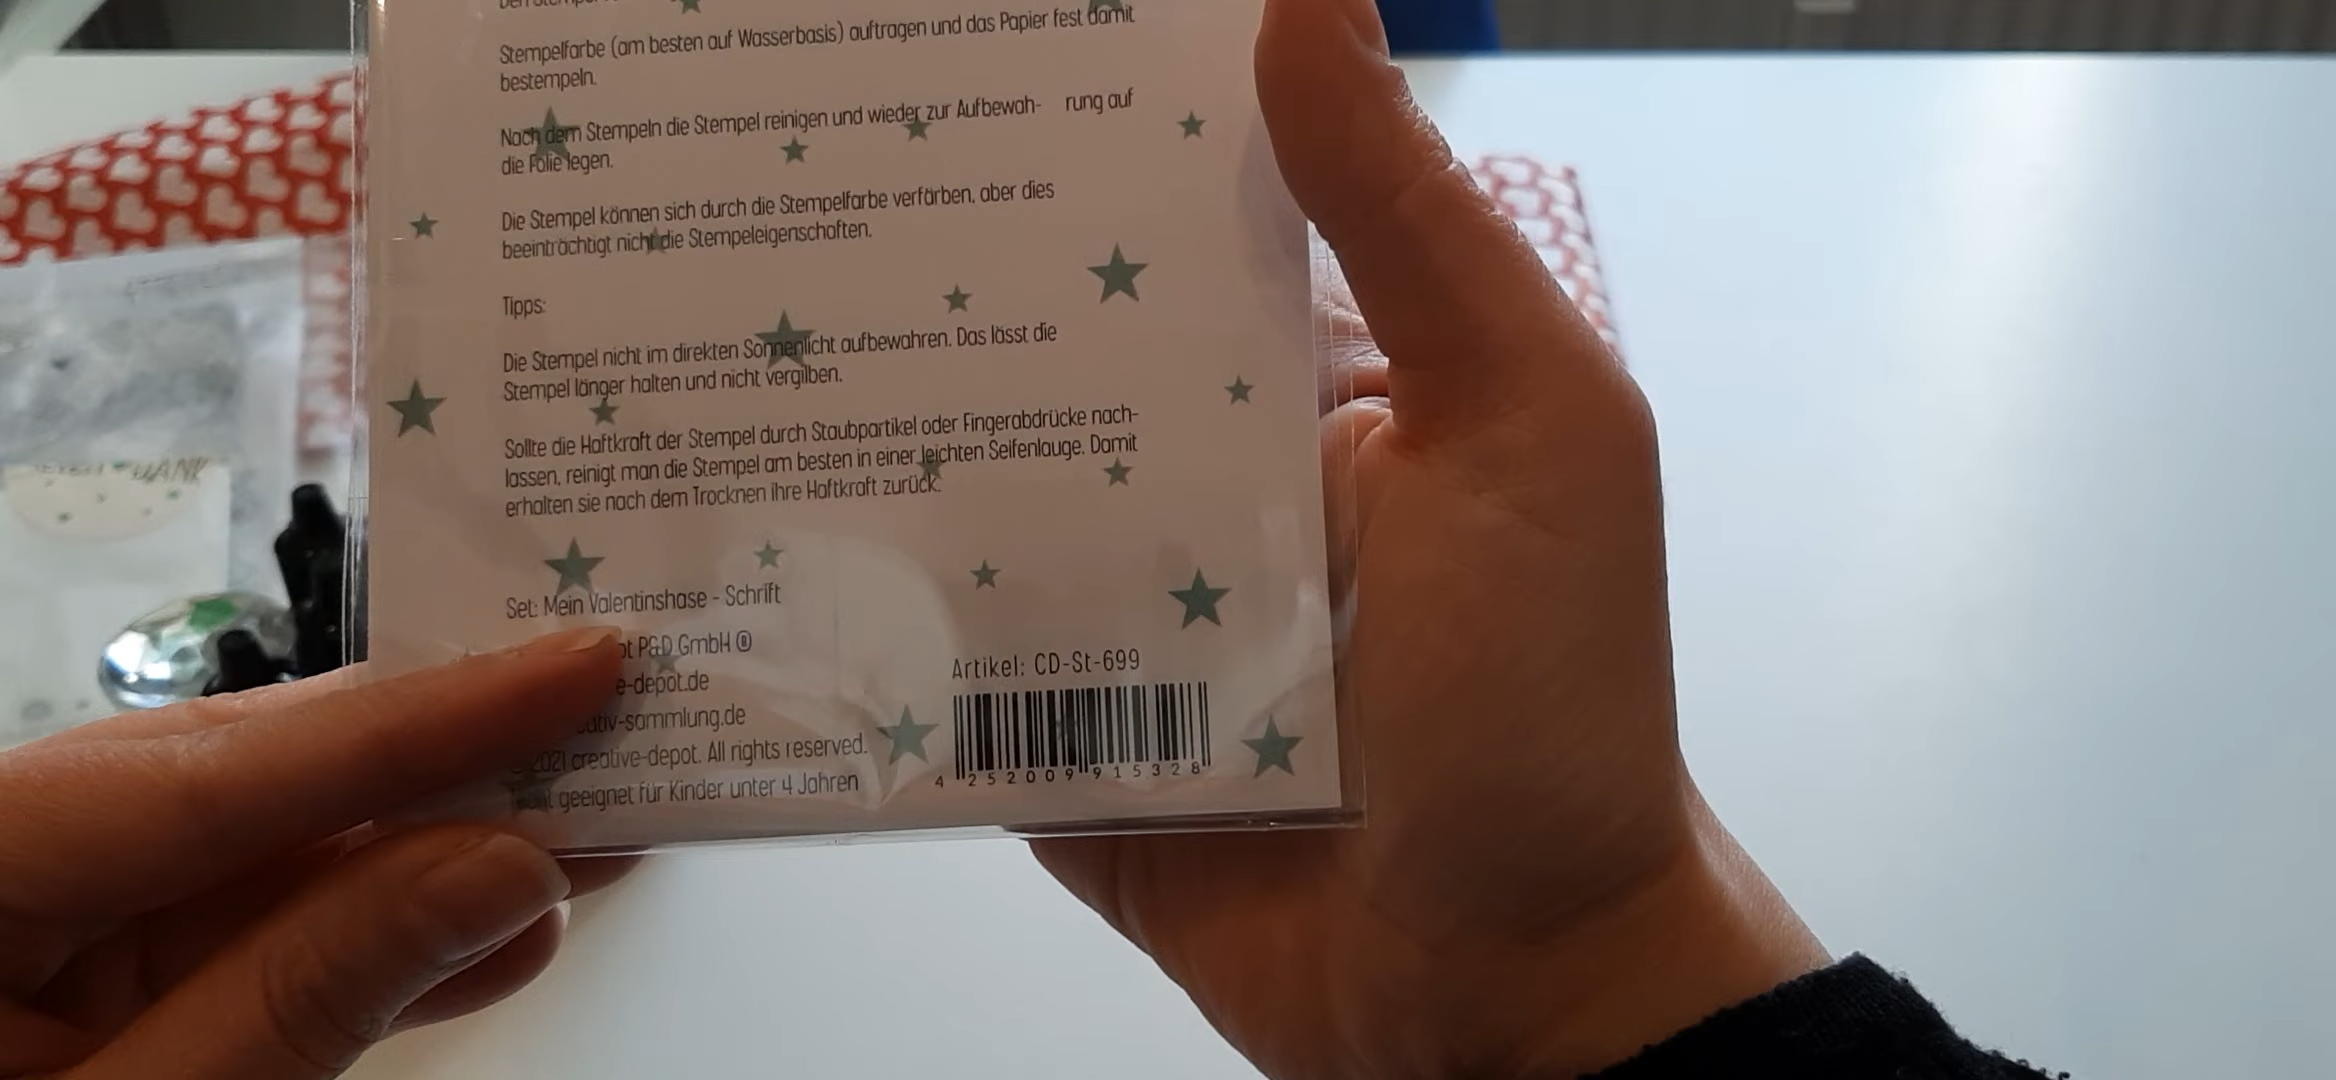 Stempelfarbe (am besten auf Wasserbasis) auftragen und das Papier fest damit
bestempeln.
Nach dem Stempeln die Stempel reinigen und wieder zur Aufbewah- rung auf
die Folie legen.
Die Stempel können sich durch die Stempelfarbe verfärben, aber dies
beeinträchtigt nicht die Stempeleigenschaften.
Tipps:
Die Stempel nicht im direkten Sonnenlicht aufbewahren. Das lässt die
Stempel länger halten und nicht vergilben.
Sollte die Haftkraft der Stempel durch Staubpartikel oder Fingerabdrücke nach-
lassen, reinigt man die Stempel am besten in einer leichten Seifenlauge. Damit
erhalten sie nach dem Trocknen ihre Haftkraft zurück.
Set: Mein Valentinshase - Schrift
P&D GmbH ®
e-depot.de
-sammlung.de
2021 creative-depot. All rights reserved.
geeignet für Kinder unter 4 Jahren
Artikel: CD-St-699
4 252009 915328